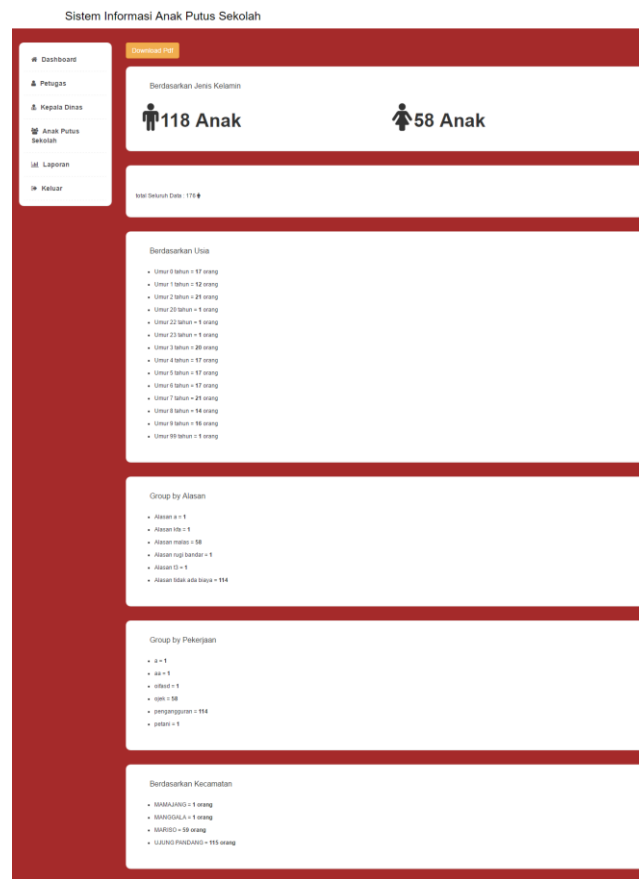 Sistem Informasi Anak Putus Sekolah
Dashboard
Petugas
Kepala Dinas
Anak Putus
Sekolah
Laporan
Keluar
Download Pdf
Berdasarkan Jenis Kelamin
118 Anak
58 Anak
total Seluruh Data : 176
Berdasarkan Usia
Umur 0 tahun = 17 orang
Umur 1 tahun = 12 orang
Umur 2 tahun = 21 orang
Umur 20 tahun = 1 orang
Umur 22 tahun = 1 orang
Umur 23 tahun = 1 orang
Umur 3 tahun = 20 orang
Umur 4 tahun = 17 orang
Umur 5 tahun = 17 orang
Umur 6 tahun = 17 orang
Umur 7 tahun = 21 orang
Umur 8 tahun = 14 orang
Umur 9 tahun = 16 orang
Umur 99 tahun = 1 orang
Group by Alasan
Alasan a = 1
Alasan = 1
Alasan malas = 58
Alasan rugi bandar = 1
Alasan = 1
Alasan tidak ada biaya = 114
Group by Pekerjaan
a = 1
aa = 1
= 1
ojek = 58
pengangguran = 114
petani = 1
Berdasarkan Kecamatan
MAMAJANG = 1 orang
MANGGALA = 1 orang
MARISO = 59 orang
UJUNG PANDANG = 115 orang